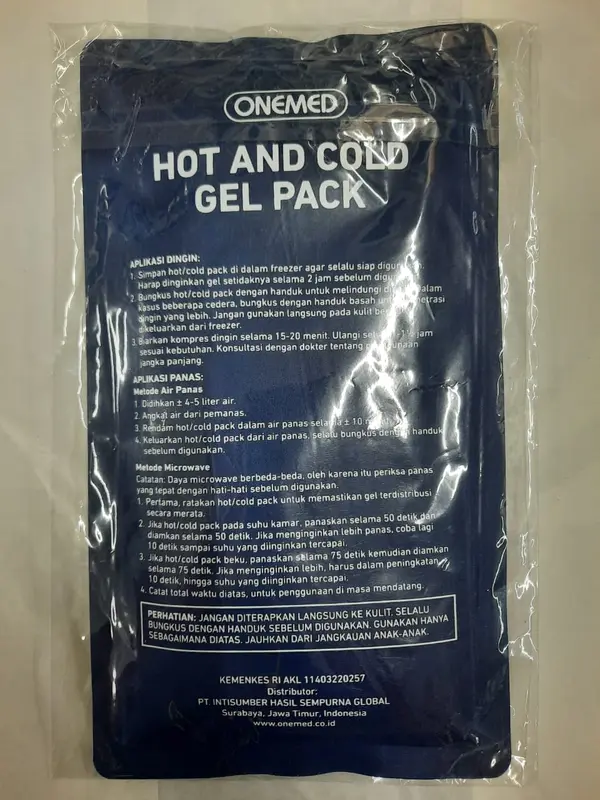 ONEMED
HOT AND COLD
GEL PACK
APLIKASI DINGIN:
1. Simpan hot/cold pack di dalam freezer agar selalu siap
Harap dinginkan gel setidaknya selama 2 jam sebelum
2. Bungkus hot/cold pack dengan handuk untuk melindungi Dalam
kasus beberapa cedera, bungkus dengan handuk basah
dingin yang lebih. Jangan gunakan langsung pada kulit
dikeluarkan dari freezer.
3. Biarkan kompres dingin selama 15-20 menit. Ulangi jam
sesuai kebutuhan. Konsultasi dengan dokter tentang
jangka panjang.
APLIKASI PANAS:
Metode Air Panas
1. Didihkan ± 4-5 liter air.
2. Angkat air dari pemanas.
3. Rendam hot/cold pack dalam air panas selama ± 10
4. Keluarkan hot/cold pack dari air panas, selalu bungkus dengan handuk
sebelum digunakan.
Metode Microwave
Catatan: Daya microwave berbeda-beda, oleh karena itu periksa panas
yang tepat dengan hati-hati sebelum digunakan.
1. Pertama, ratakan hot/cold pack untuk memastikan gel terdistribusi
secara merata.
2. Jika hot/cold pack pada suhu kamar, panaskan selama 50 detik dan
diamkan selama 50 detik. Jika menginginkan lebih panas, coba lagi
10 detik sampai suhu yang diinginkan tercapai.
3. Jika hot/cold pack beku, panaskan selama 75 detik kemudian diamkan
selama 75 detik. Jika menginginkan lebih, harus dalam peningkatan
10 detik, hingga suhu yang diinginkan tercapai.
4. Catat total waktu diatas, untuk penggunaan di masa mendatang.
PERHATIAN: JANGAN DITERAPKAN LANGSUNG KE KULIT. SELALU
BUNGKUS DENGAN HANDUK SEBELUM DIGUNAKAN. GUNAKAN HANYA
SEBAGAIMANA DIATAS. JAUHKAN DARI JANGKAUAN ANAK-ANAK.
KEMENKES RI AKL 11403220257
Distributor:
PT. INTISUMBER HASIL SEMPURNA GLOBAL
Surabaya, Jawa Timur, Indonesia
www.onemed.co.id